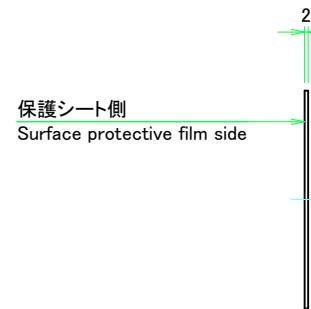 2
保護シート側
Surface protective film side